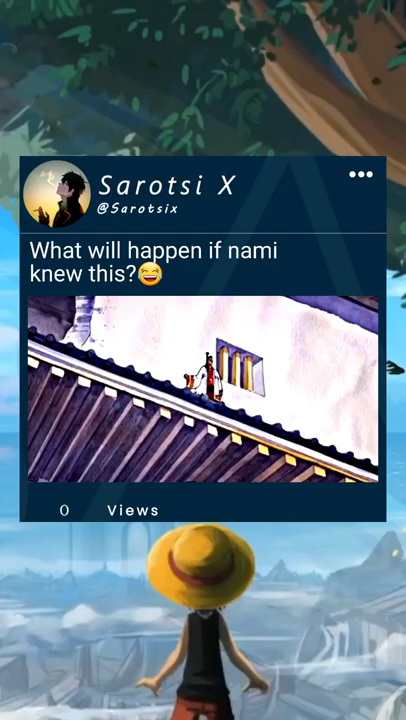 Sarotsi X
@Sarotsix
What will happen if nami
knew this?😂
0 Views